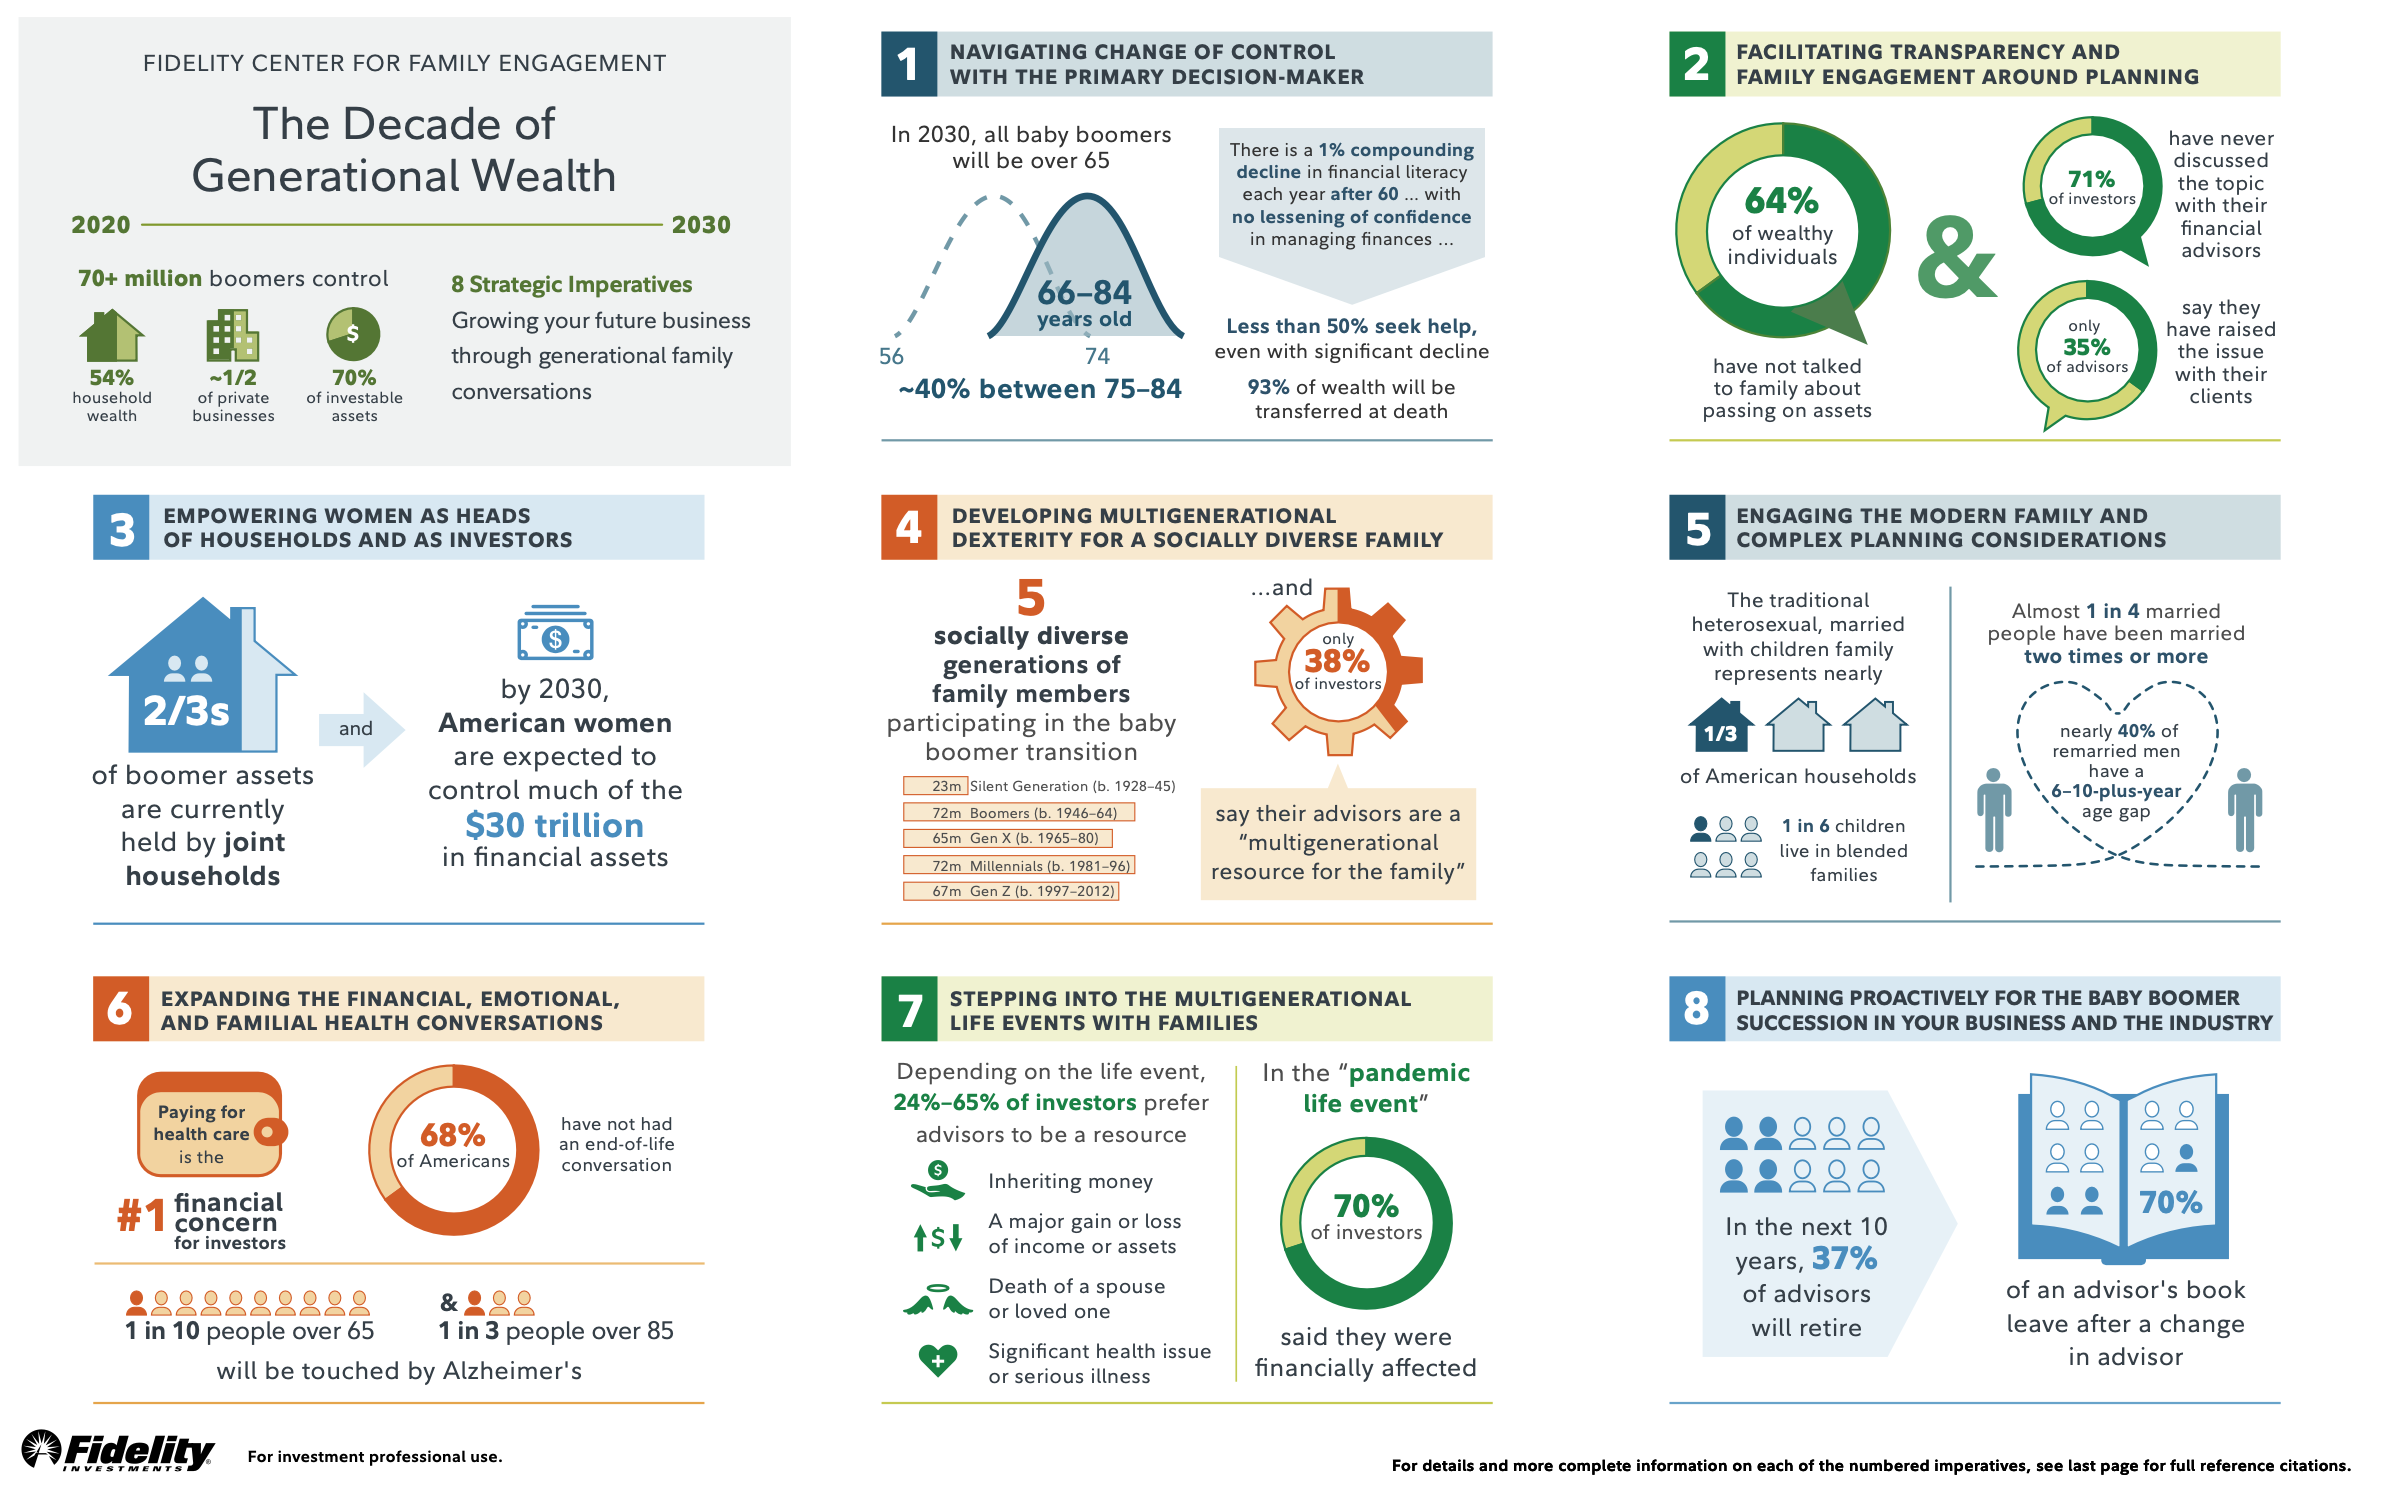 FIDELITY CENTER FOR FAMILY ENGAGEMENT
The Decade of
Generational Wealth
2020
2030
70+ million boomers control
54%
household
wealth
~1/2
of private
businesses
$
70%
of investable
assets
8 Strategic Imperatives
Growing your future business
through generational family
conversations
1
NAVIGATING CHANGE OF CONTROL
WITH THE PRIMARY DECISION-MAKER
In 2030, all baby boomers
will be over 65
66–84
years old
56
74
~40% between 75–84
There is a 1% compounding
decline in financial literacy
each year after 60 ... with
no lessening of confidence
in managing finances ...
Less than 50% seek help,
even with significant decline
93% of wealth will be
transferred at death
2
FACILITATING TRANSPARENCY AND
FAMILY ENGAGEMENT AROUND PLANNING
64%
of wealthy
individuals
have not talked
to family about
passing on assets
&
71%
of investors
have never
discussed
the topic
with their
financial
advisors
only
35%
of advisors
say they
have raised
the issue
with their
clients
3
EMPOWERING WOMEN AS HEADS
OF HOUSEHOLDS AND AS INVESTORS
2/3s
of boomer assets
are currently
held by joint
households
and
$
by 2030,
American women
are expected to
control much of the
$30 trillion
in financial assets
4
DEVELOPING MULTIGENERATIONAL
DEXTERITY FOR A SOCIALLY DIVERSE FAMILY
5
socially diverse
generations of
family members
participating in the baby
boomer transition
23m Silent Generation (b. 1928–45)
72m Boomers (b. 1946–64)
65m Gen X (b. 1965–80)
72m Millennials (b. 1981–96)
67m Gen Z (b. 1997–2012)
...and
only
38%
of investors
say their advisors are a
“multigenerational
resource for the family”
5
ENGAGING THE MODERN FAMILY AND
COMPLEX PLANNING CONSIDERATIONS
The traditional
heterosexual, married
with children family
represents nearly
1/3
of American households
1 in 6 children
live in blended
families
Almost 1 in 4 married
people have been married
two times or more
nearly 40% of
remarried men
have a
6–10-plus-year
age gap
6
EXPANDING THE FINANCIAL, EMOTIONAL,
AND FAMILIAL HEALTH CONVERSATIONS
Paying for
health care
is the
#1 financial
concern
for investors
68%
of Americans
have not had
an end-of-life
conversation
1 in 10 people over 65
&
1 in 3 people over 85
will be touched by Alzheimer's
7
STEPPING INTO THE MULTIGENERATIONAL
LIFE EVENTS WITH FAMILIES
Depending on the life event,
24%–65% of investors prefer
advisors to be a resource
$
Inheriting money
$
A major gain or loss
of income or assets
Death of a spouse
or loved one
Significant health issue
or serious illness
In the “pandemic
life event”
70%
of investors
said they were
financially affected
8
PLANNING PROACTIVELY FOR THE BABY BOOMER
SUCCESSION IN YOUR BUSINESS AND THE INDUSTRY
In the next 10
years, 37%
of advisors
will retire
70%
of an advisor's book
leave after a change
in advisor
Fidelity
INVESTMENTS
For investment professional use.
For details and more complete information on each of the numbered imperatives, see last page for full reference citations.